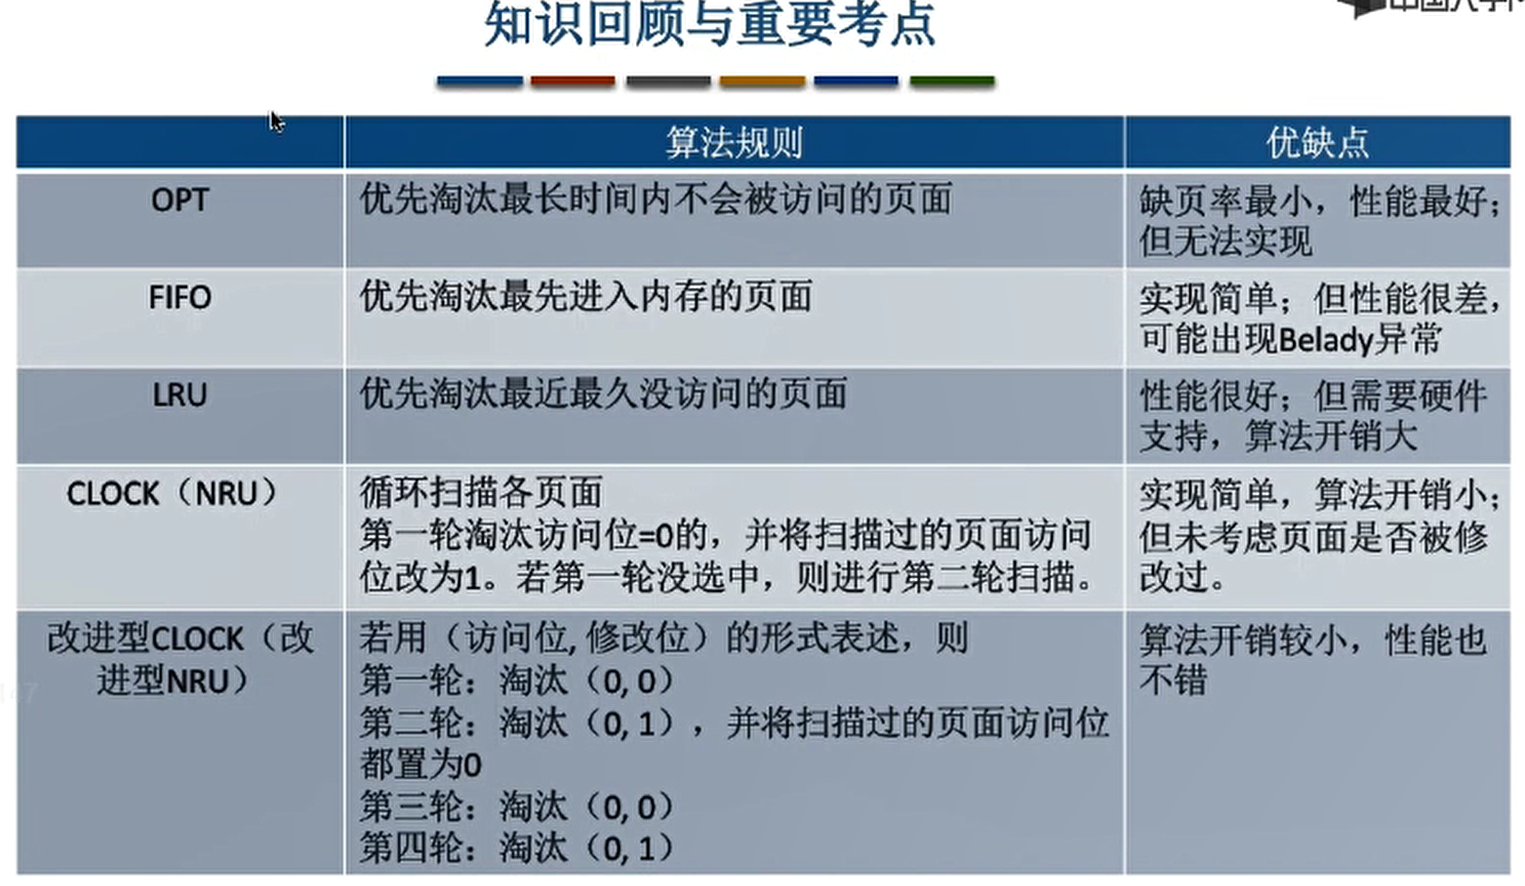 知识回顾与重要考点
算法规则
优缺点
OPT
优先淘汰最长时间内不会被访问的页面
缺页率最小，性能最好；
但无法实现
FIFO
优先淘汰最先进入内存的页面
实现简单；但性能很差，
可能出现Belady异常
LRU
优先淘汰最近最久没访问的页面
性能很好；但需要硬件
支持，算法开销大
CLOCK（NRU）
循环扫描各页面
第一轮淘汰访问位=0的，并将扫描过的页面访问
位改为1。若第一轮没选中，则进行第二轮扫描。
实现简单，算法开销小；
但未考虑页面是否被修
改过。
改进型CLOCK（改
进型NRU）
若用（访问位, 修改位）的形式表述，则
第一轮：淘汰（0, 0）
第二轮：淘汰（0, 1），并将扫描过的页面访问位
都置为0
第三轮：淘汰（0, 0）
第四轮：淘汰（0, 1）
算法开销较小，性能也
不错